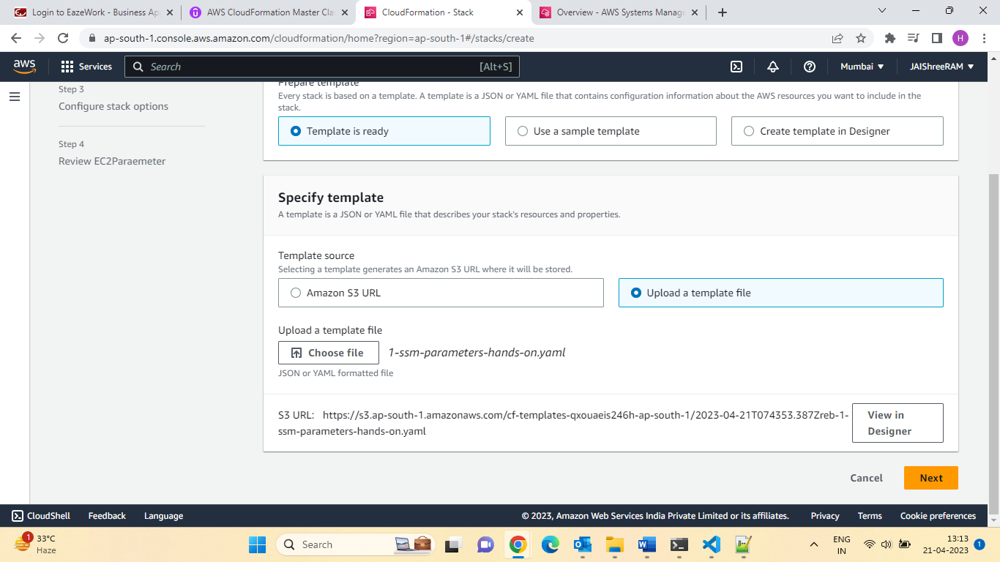 Login to EazeWork - Business Ap
AWS CloudFormation Master Cla
CloudFormation - Stack
Overview - AWS Systems Manage
ap-south-1.console.aws.amazon.com/cloudformation/home?region=ap-south-1#/stacks/create
H
aws
Services
Search
[Alt+S]
Mumbai
JAIShreeRAM
Step 3
Configure stack options
Step 4
Review EC2Paraemeter
Prepare template
Every stack is based on a template. A template is a JSON or YAML file that contains configuration information about the AWS resources you want to include in the
stack.
Template is ready
Use a sample template
Create template in Designer
Specify template
A template is a JSON or YAML file that describes your stack's resources and properties.
Template source
Selecting a template generates an Amazon S3 URL where it will be stored.
Amazon S3 URL
Upload a template file
Upload a template file
Choose file
1-ssm-parameters-hands-on.yaml
JSON or YAML formatted file
S3 URL: https://s3.ap-south-1.amazonaws.com/cf-templates-qxouaeis246h-ap-south-1/2023-04-21T074353.387Zreb-1-
ssm-parameters-hands-on.yaml
View in
Designer
Cancel
Next
CloudShell
Feedback
Language
© 2023, Amazon Web Services India Private Limited or its affiliates.
Privacy
Terms
Cookie preferences
1
33°C
Haze
Search
ENG
IN
13:13
21-04-2023
1